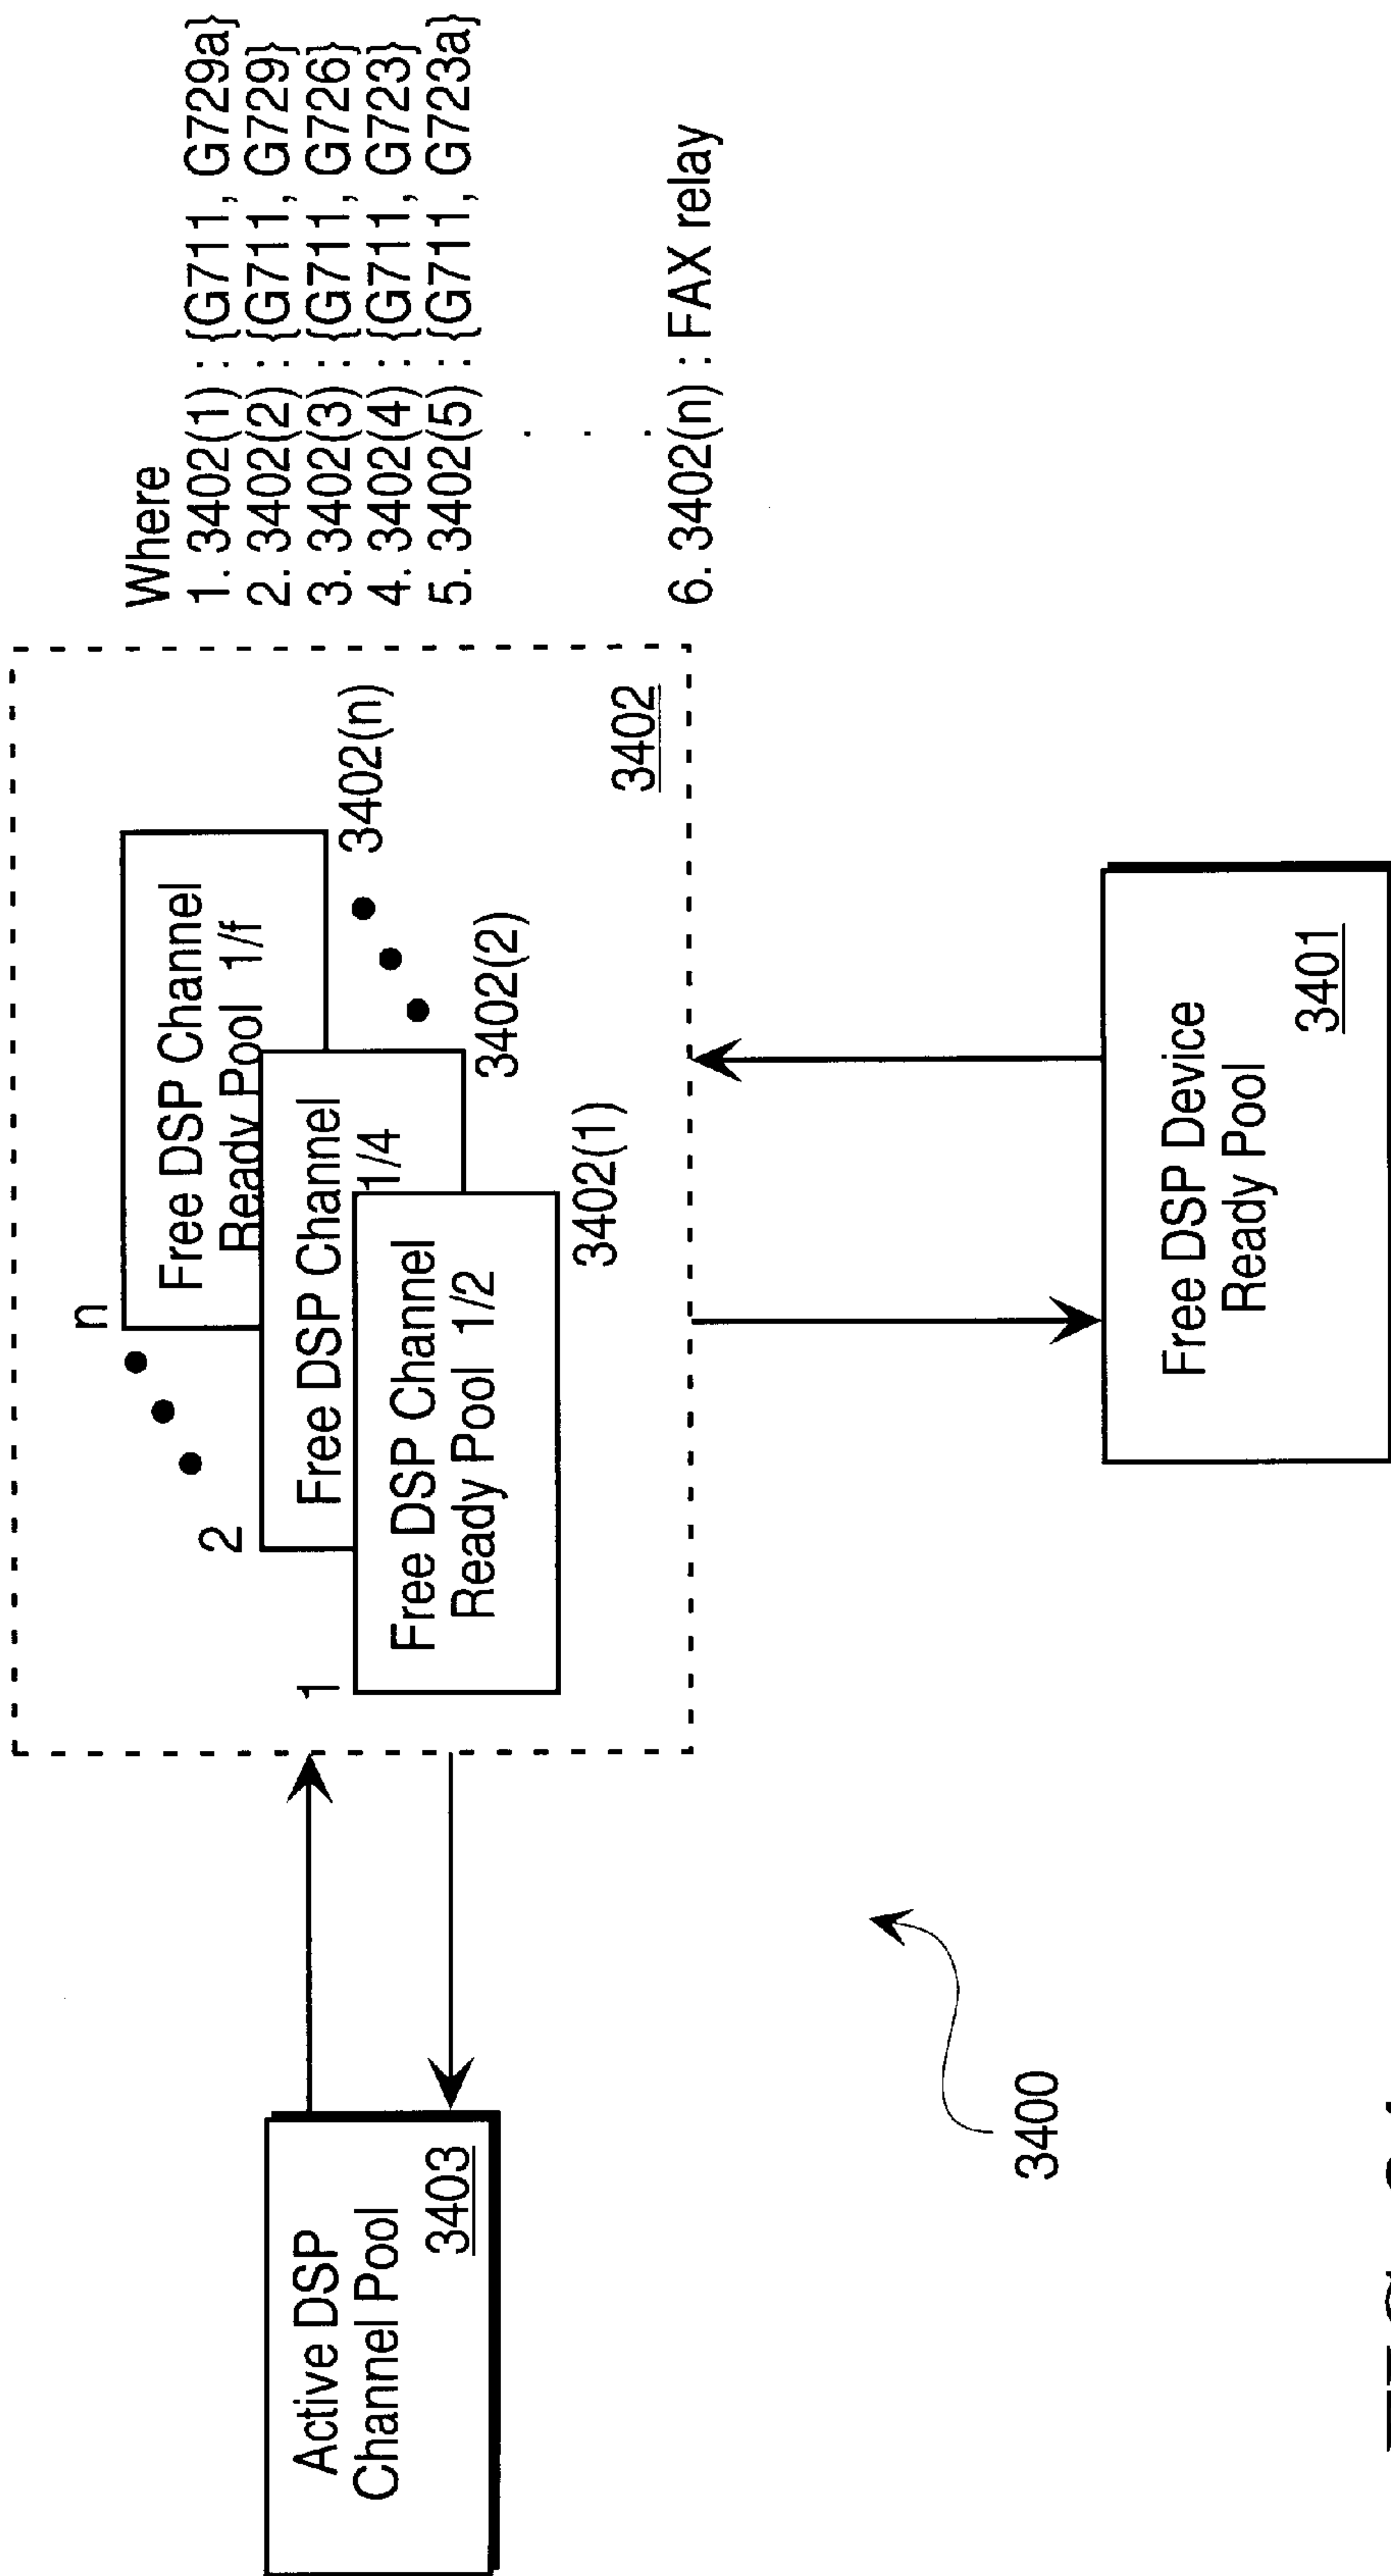 Where
1. 3402(1) : {G711, G729a}
2. 3402(2) : {G711, G729}
3. 3402(3) : {G711, G726}
4. 3402(4) : {G711, G723}
5. 3402(5) : {G711, G723a}
6. 3402(n) : FAX relay
n
Free DSP Channel
Ready Pool 1/f
3402(n)
2
Free DSP Channel
1/4
3402(2)
1
Free DSP Channel
Ready Pool 1/2
3402(1)
3402
Active DSP
Channel Pool
3403
Free DSP Device
Ready Pool
3401
3400